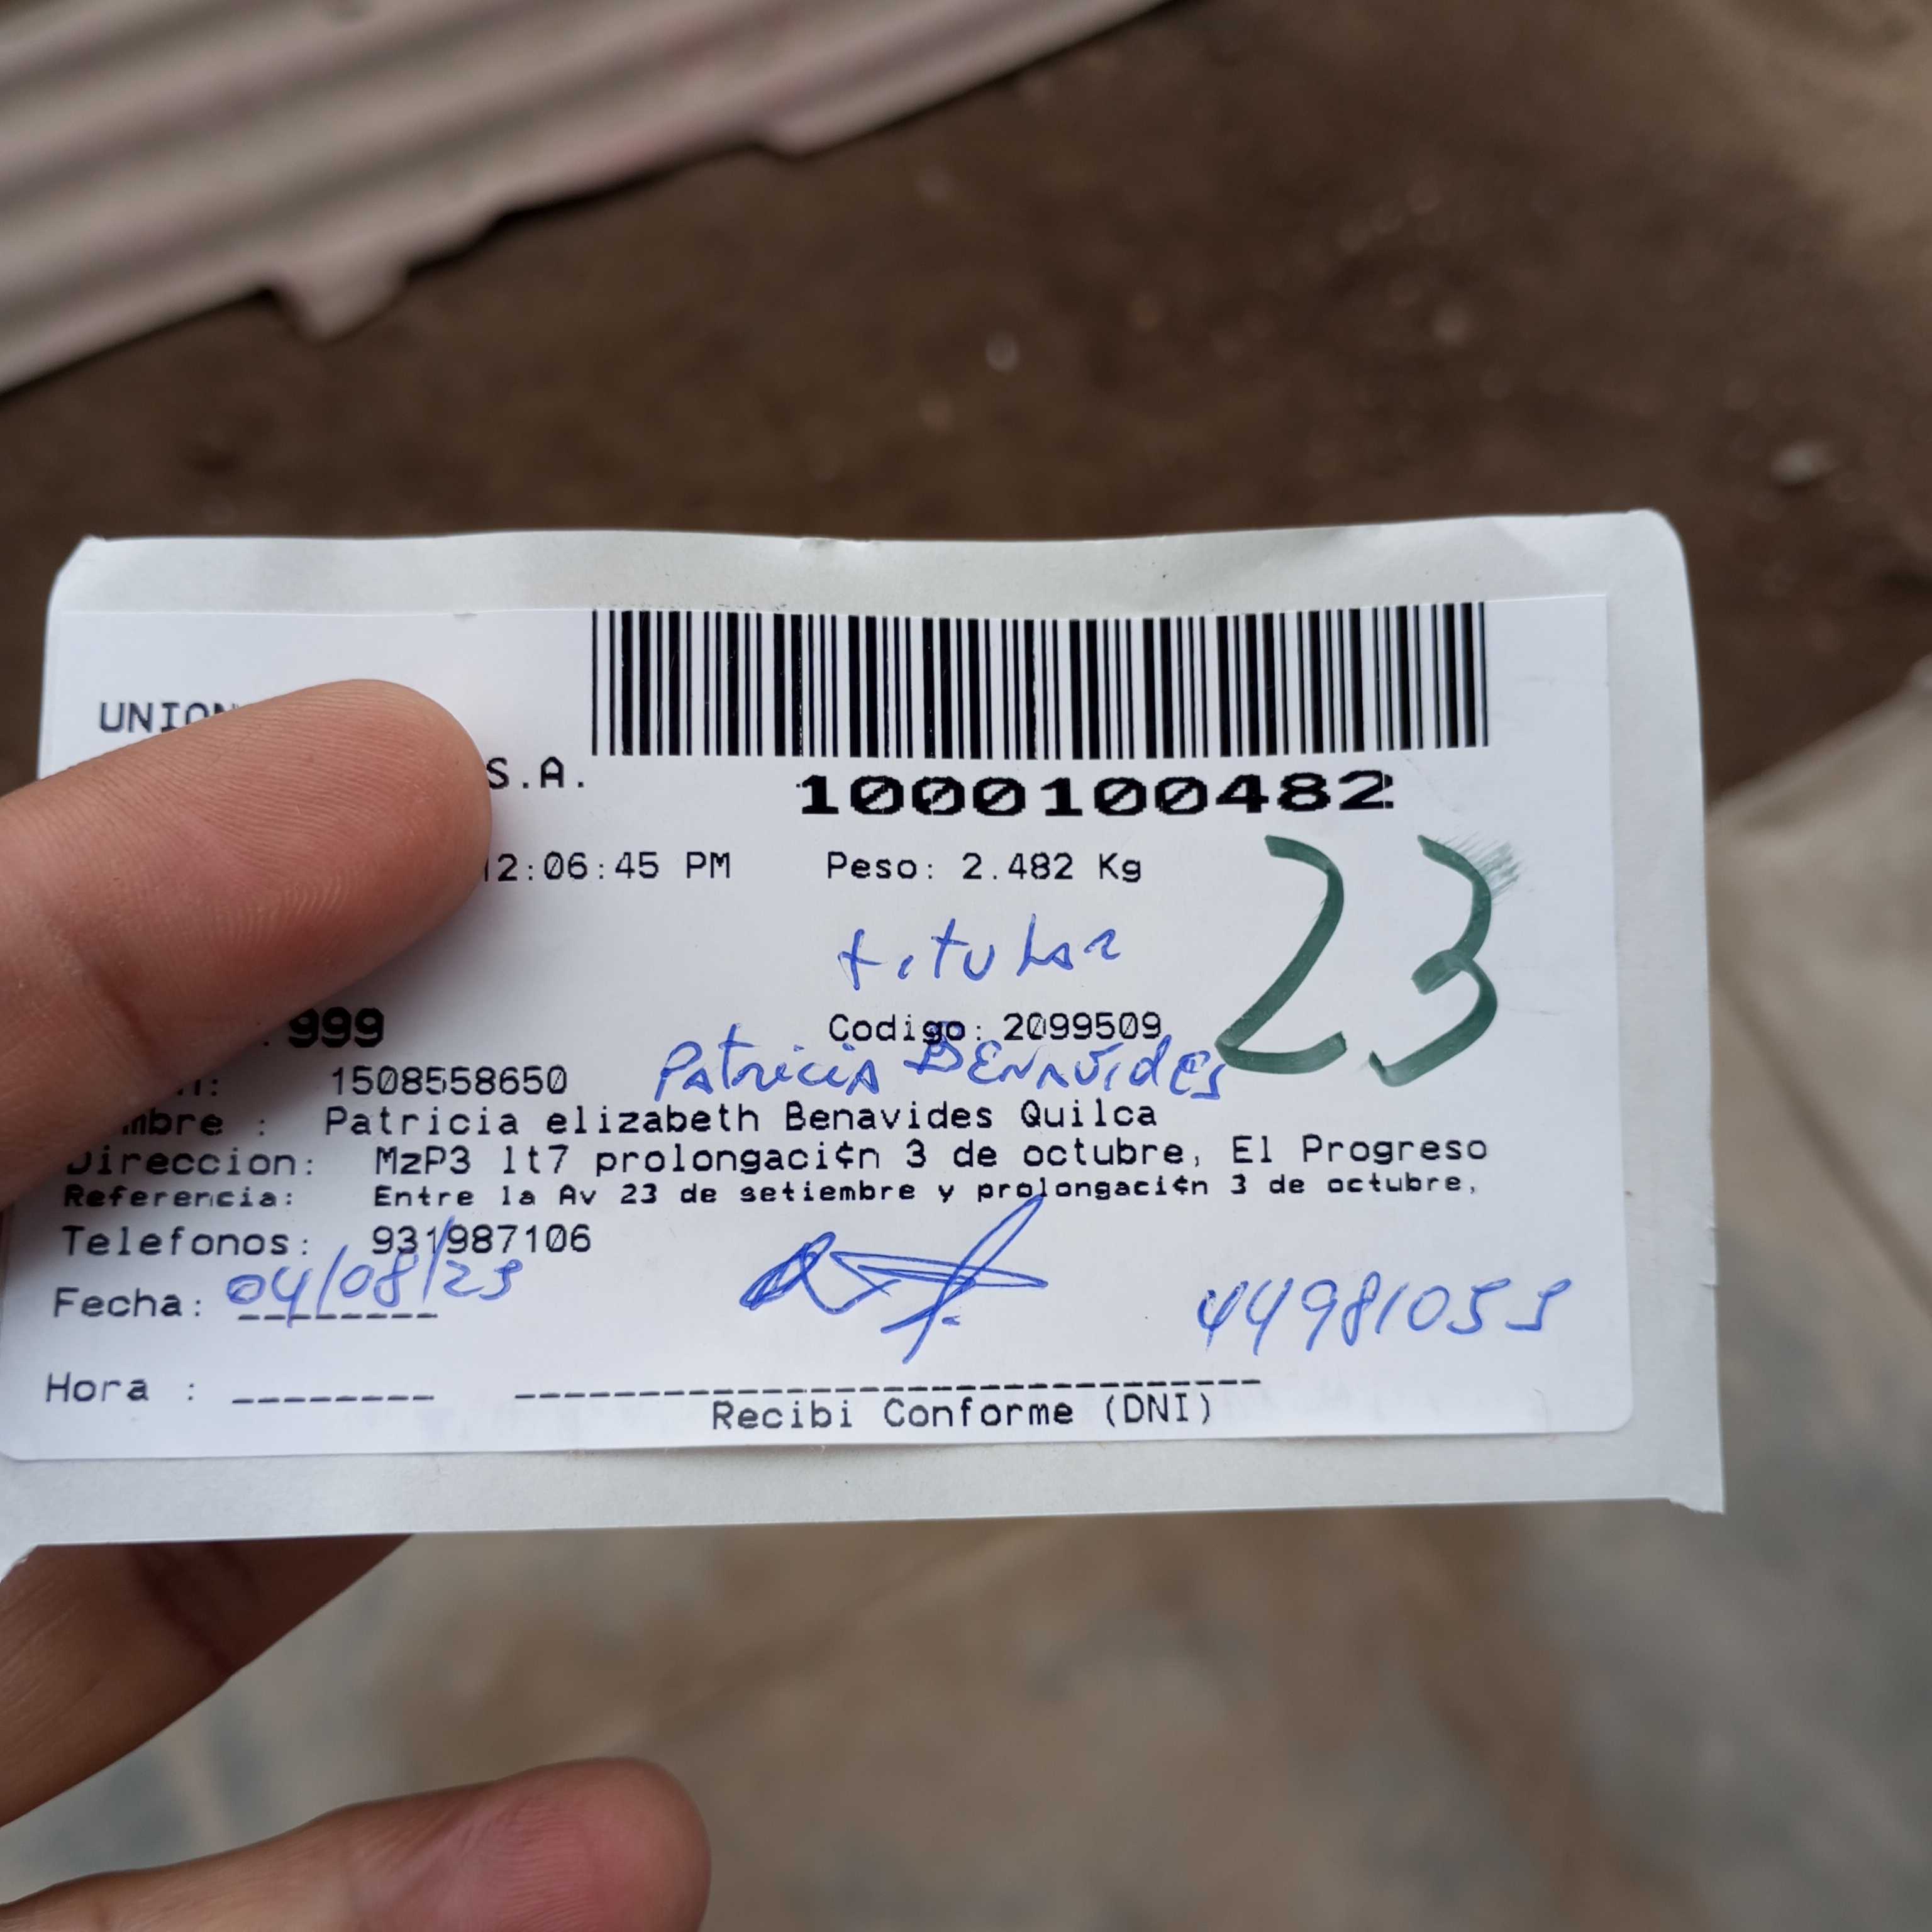 S.A.
1000100482
12:06:45 PM Peso: 2.482 Kg
titular
23
999
Codigo: 2099509
1508558650
Patricia BENAVIdES
Patricia elizabeth Benavides Quilca
Direccion: MzP3 lt7 prolongaci¢n 3 de octubre, El Progreso
Referencia: Entre la Av 23 de setiembre y prolongaci¢n 3 de octubre,
Telefonos: 931987106
Fecha: 04/08/23
44981055
Hora :
Recibi Conforme (DNI)